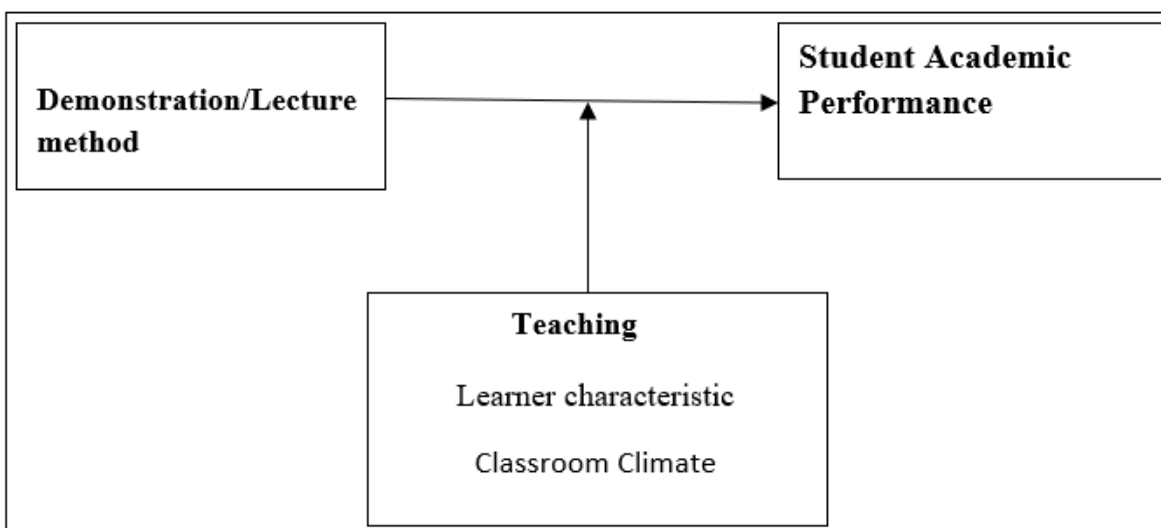 Demonstration/Lecture
method
Student Academic
Performance
Teaching
Learner characteristic
Classroom Climate